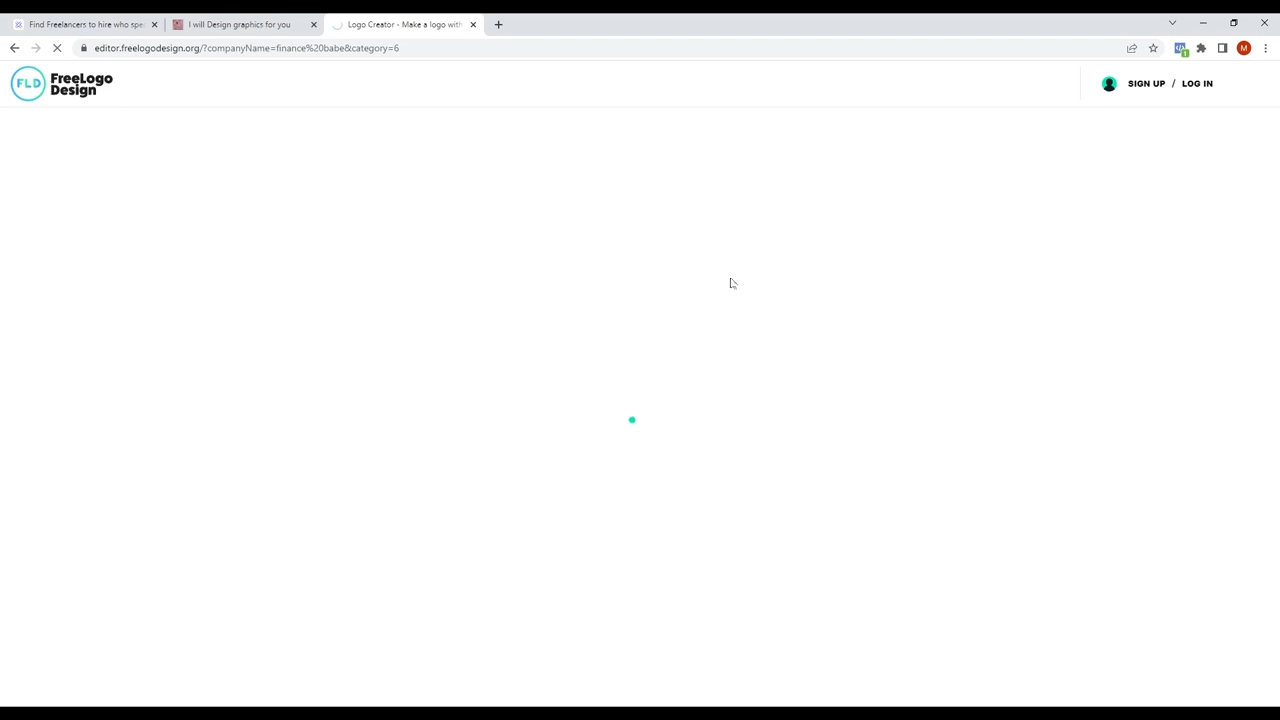 Find Freelancers to hire who spe
I will Design graphics for you
Logo Creator - Make a logo with
editor.freelogodesign.org/?companyName=finance%20babe&category=6
M
FLD
FreeLogo
Design
SIGN UP / LOG IN